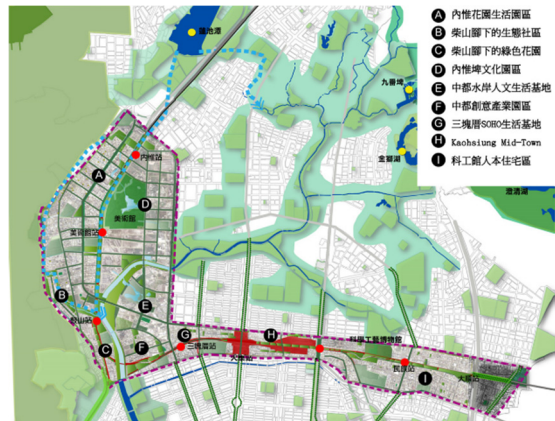 A 內惟花園生活園區
B 柴山腳下的生態社區
C 柴山腳下的綠色花園
D 內惟埤文化園區
E 中都水岸人文生活基地
F 中都創意產業園區
G 三塊厝SOHO生活基地
H Kaohsiung Mid-Town
I 科工館人本住宅區
蓮池潭
九番埤
金獅湖
澄清湖
內惟站
A
D
美術館
美術館站
B
E
鼓山站
C
F
G
三塊厝站
H
科學工藝博物館
民族站
I
大順站